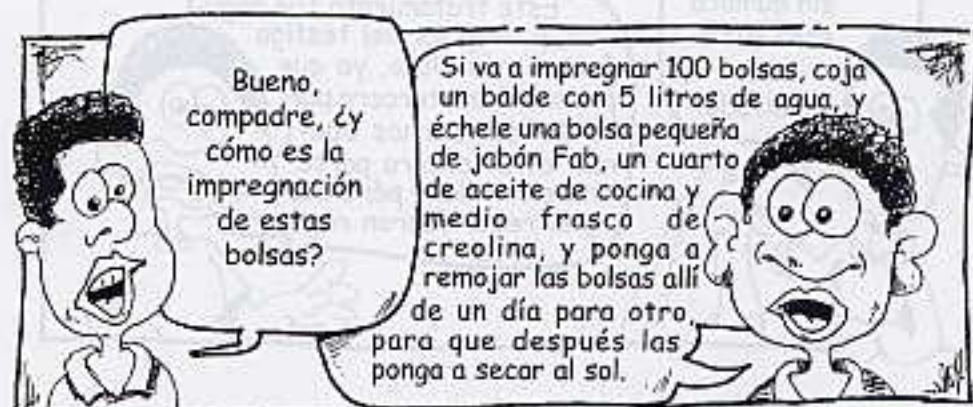 Bueno,
compadre, ¿y
cómo es la
impregnación
de estas
bolsas?
Si va a impregnar 100 bolsas, coja
un balde con 5 litros de agua, y
échele una bolsa pequeña
de jabón Fab, un cuarto
de aceite de cocina y
medio frasco de
creolina, y ponga a
remojar las bolsas allí
de un día para otro,
para que después las
ponga a secar al sol.